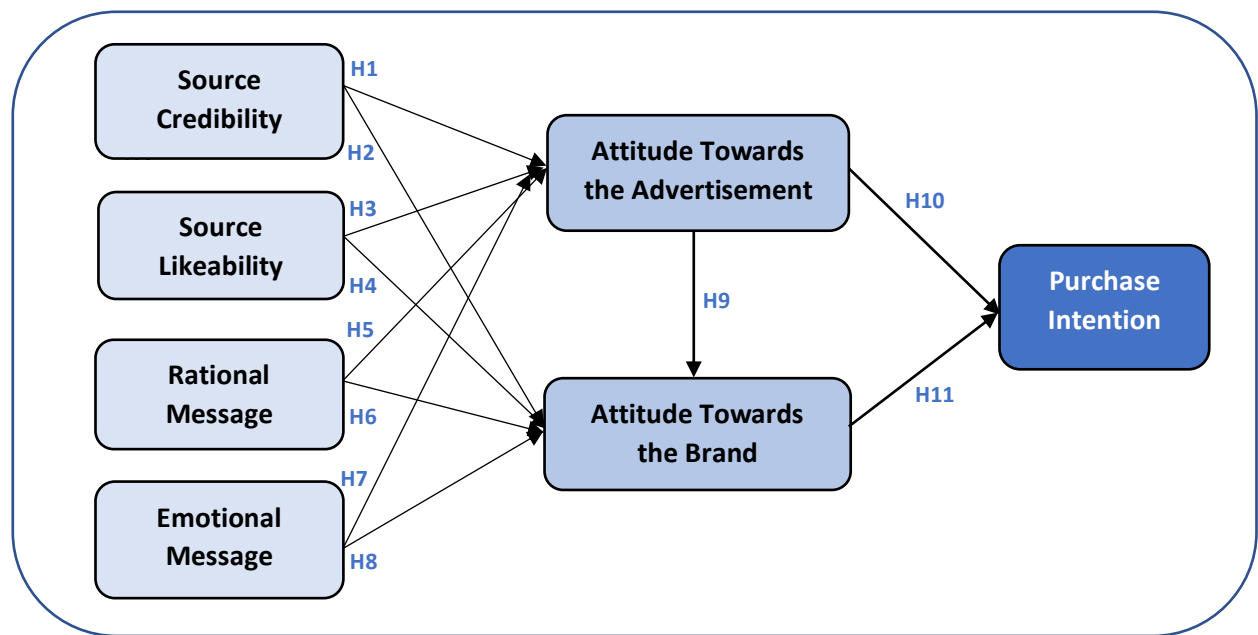 Source
Credibility
H1
H2
Source
Likeability
H3
H4
Rational
Message
H5
H6
Emotional
Message
H7
H8
Attitude Towards
the Advertisement
H9
Attitude Towards
the Brand
H10
H11
Purchase
Intention